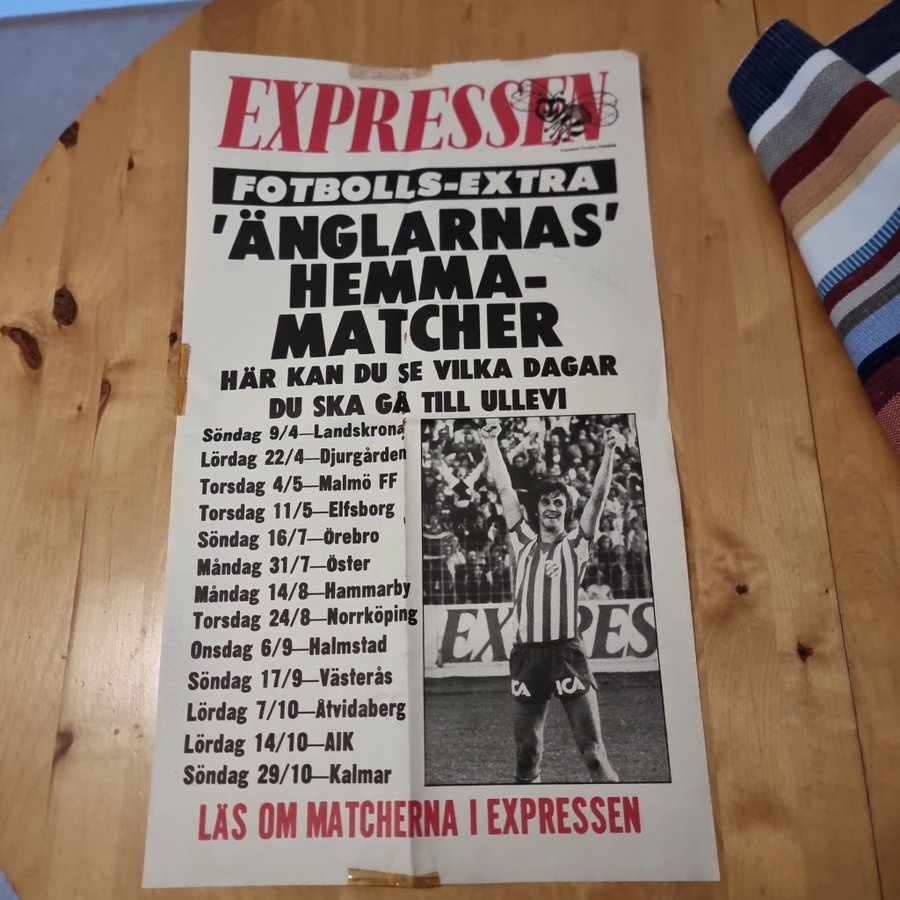 EXPRESSEN
FOTBOLLS-EXTRA
'ÄNGLARNAS'
HEMMA-
MATCHER
HÄR KAN DU SE VILKA DAGAR
DU SKA GÅ TILL ULLEVI
Söndag 9/4—Landskrona
Lördag 22/4—Djurgården
Torsdag 4/5—Malmö FF
Torsdag 11/5—Elfsborg
Söndag 16/7—Örebro
Måndag 31/7—Öster
Måndag 14/8—Hammarby
Torsdag 24/8—Norrköping
Onsdag 6/9—Halmstad
Söndag 17/9—Västerås
Lördag 7/10—Åtvidaberg
Lördag 14/10—AIK
Söndag 29/10—Kalmar
EX PRES
ICA ICA
LÄS OM MATCHERNA I EXPRESSEN